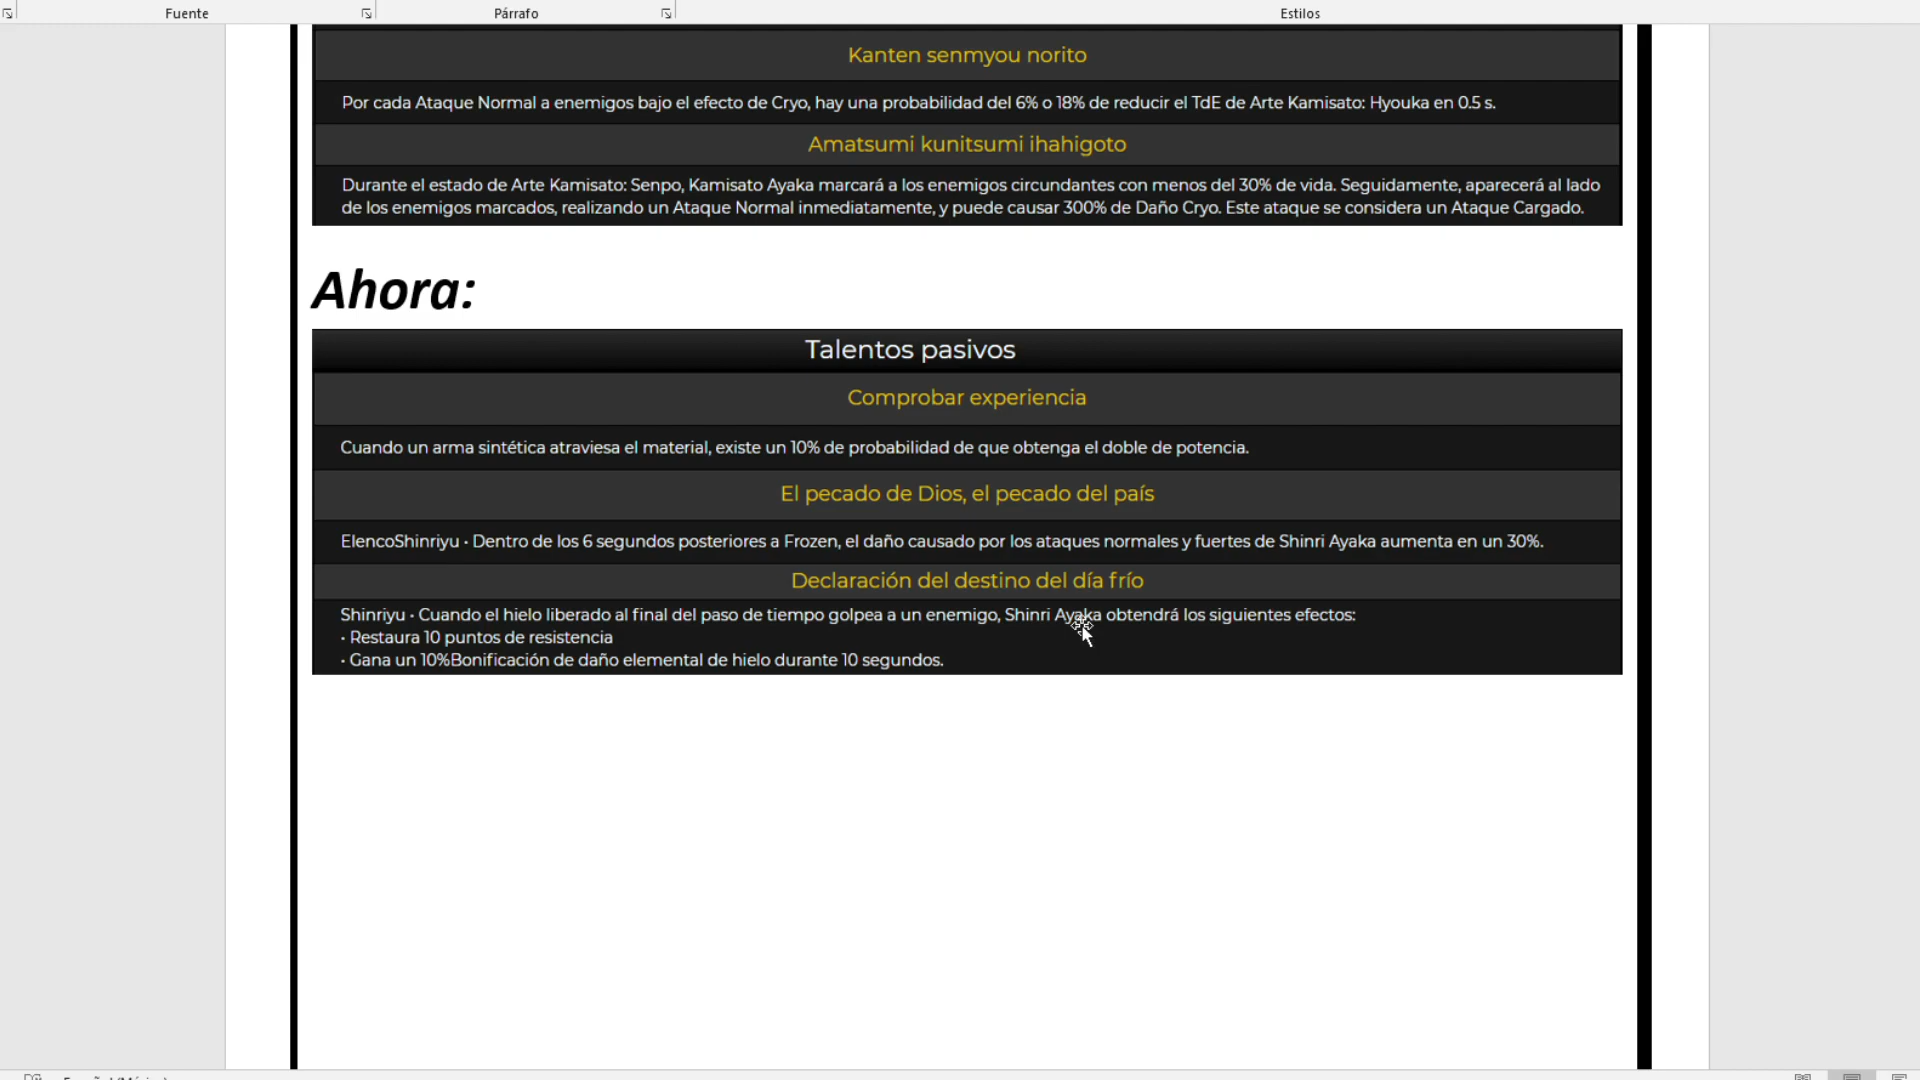 Fuente
Párrafo
Estilos
Kanten senmyou norito
Por cada Ataque Normal a enemigos bajo el efecto de Cryo, hay una probabilidad del 6% o 18% de reducir el TdE de Arte Kamisato: Hyouka en 0.5 s.
Amatsumi kunitsumi ihahigoto
Durante el estado de Arte Kamisato: Senpo, Kamisato Ayaka marcará a los enemigos circundantes con menos del 30% de vida. Seguidamente, aparecerá al lado
de los enemigos marcados, realizando un Ataque Normal inmediatamente, y puede causar 300% de Daño Cryo. Este ataque se considera un Ataque Cargado.
Ahora:
Talentos pasivos
Comprobar experiencia
Cuando un arma sintética atraviesa el material, existe un 10% de probabilidad de que obtenga el doble de potencia.
El pecado de Dios, el pecado del país
ElencoShinriyu · Dentro de los 6 segundos posteriores a Frozen, el daño causado por los ataques normales y fuertes de Shinri Ayaka aumenta en un 30%.
Declaración del destino del día frío
Shinriyu · Cuando el hielo liberado al final del paso de tiempo golpea a un enemigo, Shinri Ayaka obtendrá los siguientes efectos:
· Restaura 10 puntos de resistencia
· Gana un 10%Bonificación de daño elemental de hielo durante 10 segundos.